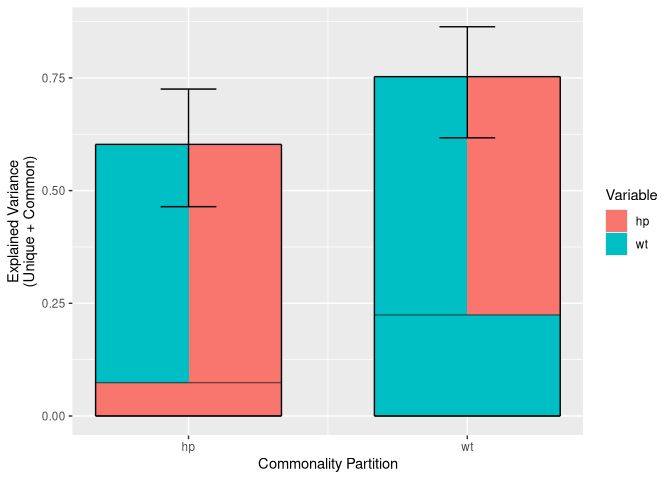 0.75
0.50
0.25
0.00
Explained Variance
(Unique + Common)
hp
wt
Commonality Partition
Variable
hp
wt